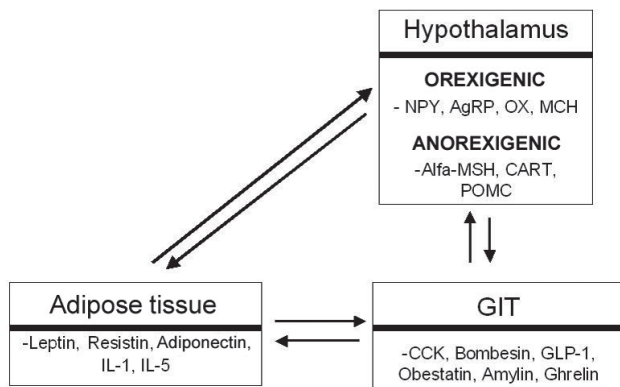 Hypothalamus
OREXIGENIC
- NPY, AgRP, OX, MCH
ANOREXIGENIC
-Alfa-MSH, CART,
POMC
Adipose tissue
-Leptin, Resistin, Adiponectin,
IL-1, IL-5
GIT
-CCK, Bombesin, GLP-1,
Obestatin, Amylin, Ghrelin